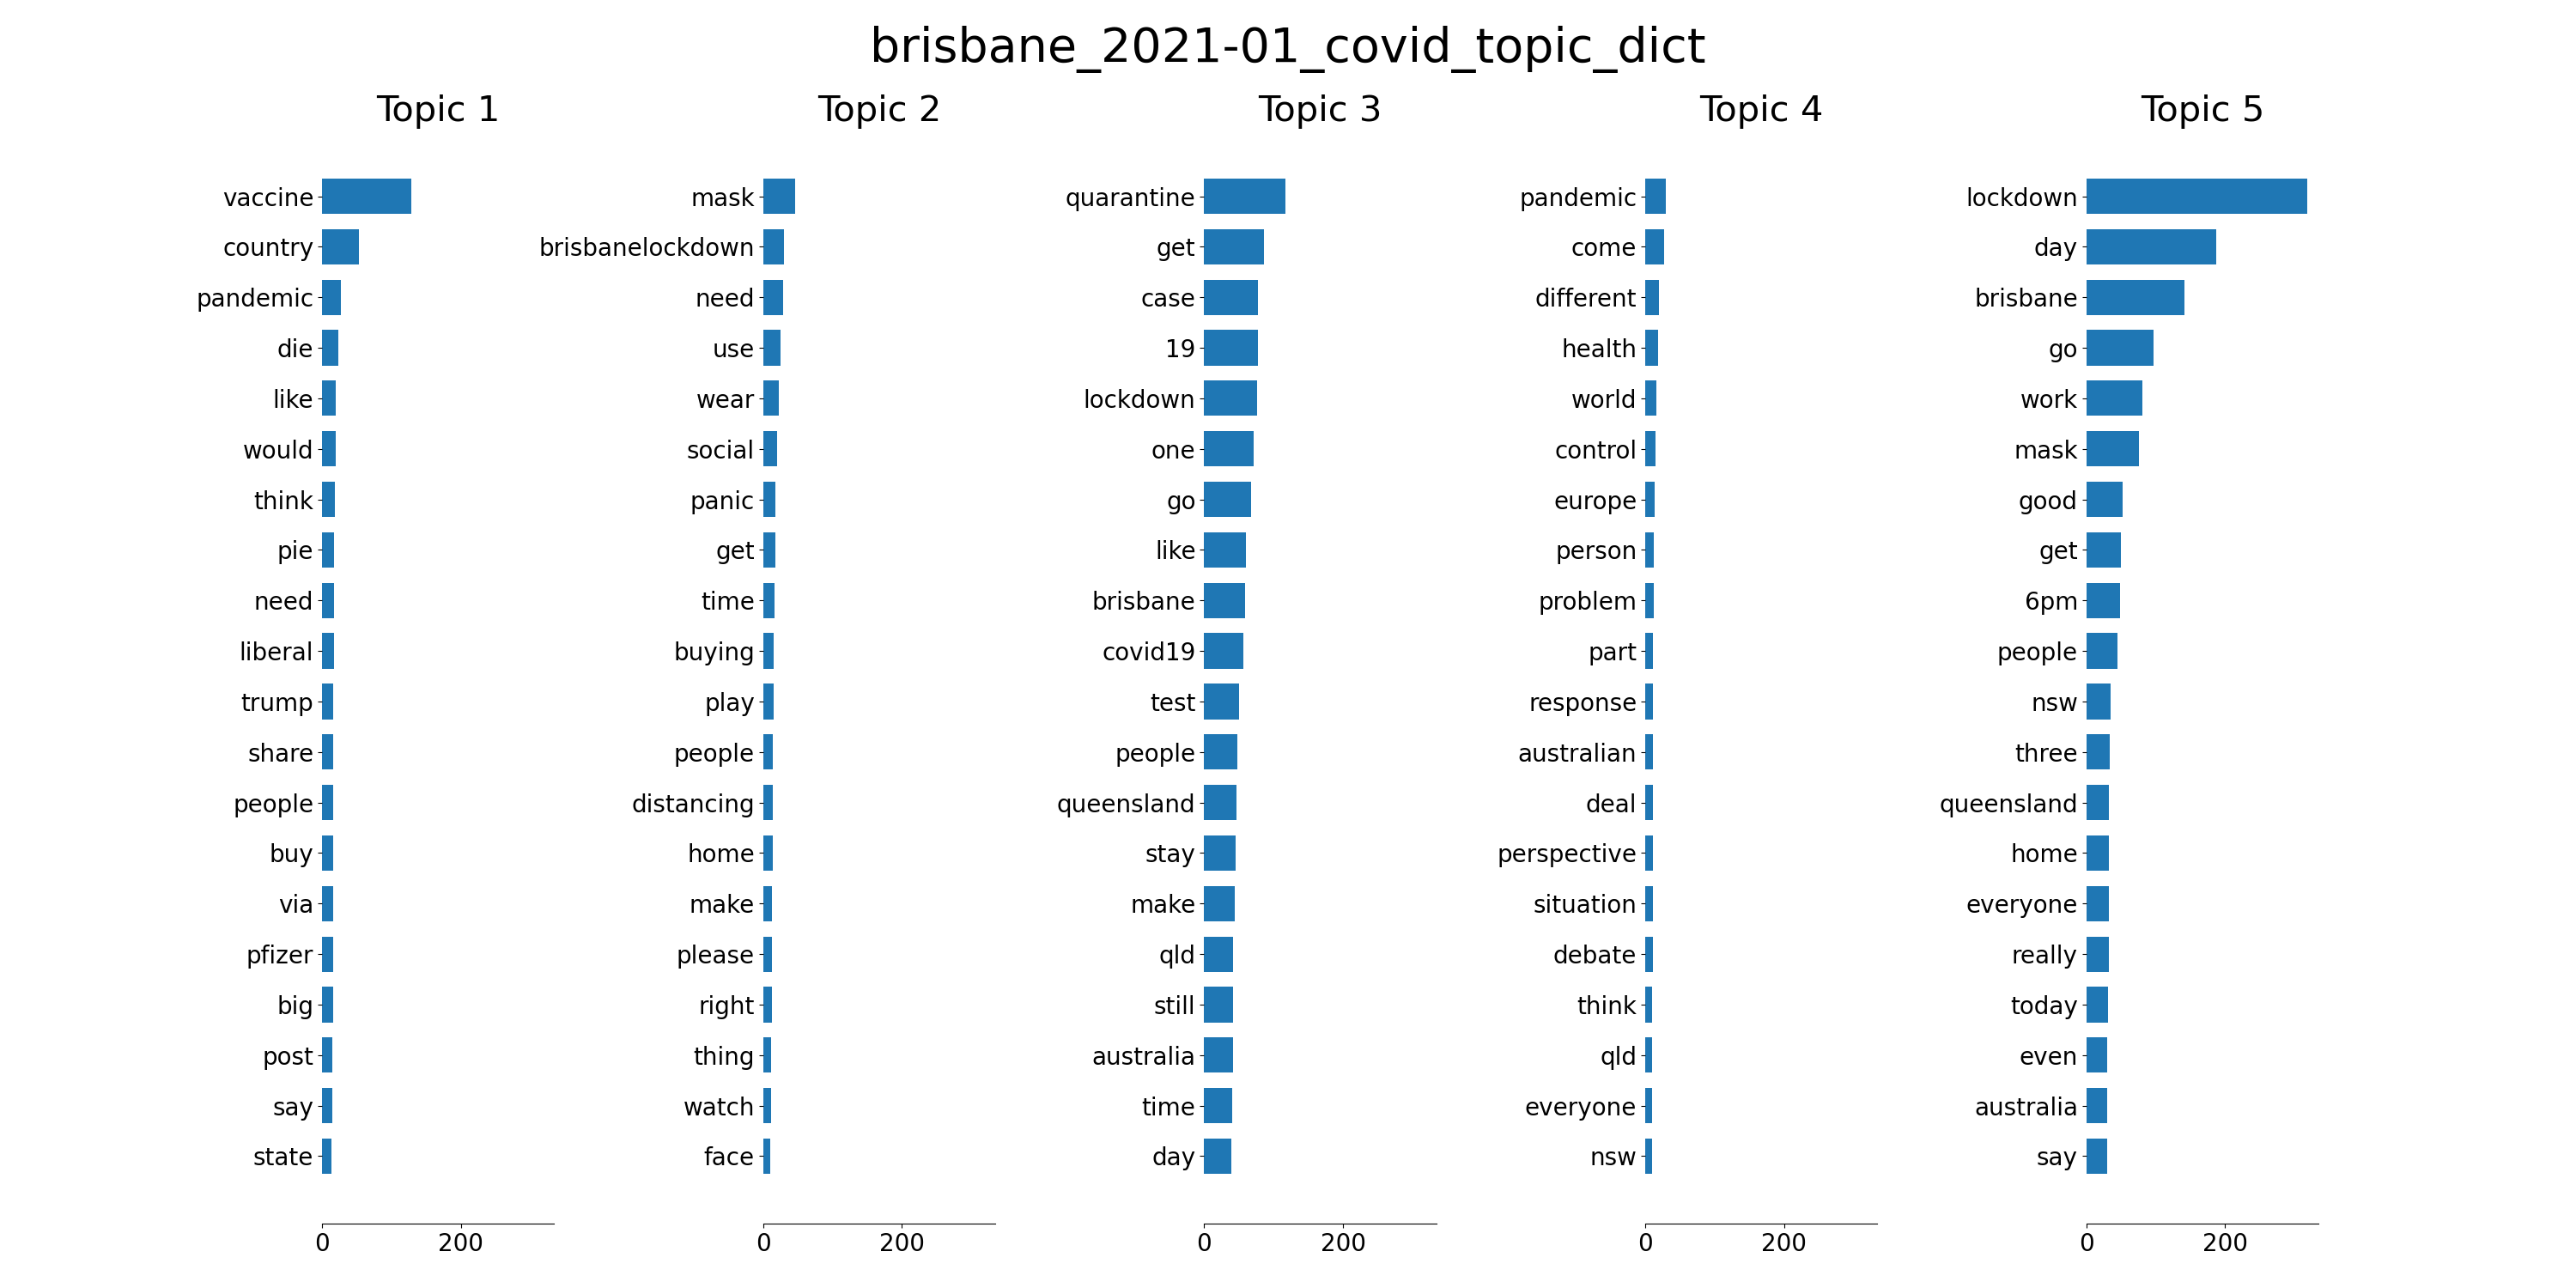 brisbane_2021-01_covid_topic_dict
Topic 1
vaccine
country
pandemic
die
like
would
think
pie
need
liberal
trump
share
people
buy
via
pfizer
big
post
say
state
0 200
Topic 2
mask
brisbanelockdown
need
use
wear
social
panic
get
time
buying
play
people
distancing
home
make
please
right
thing
watch
face
0 200
Topic 3
quarantine
get
case
19
lockdown
one
go
like
brisbane
covid19
test
people
queensland
stay
make
qld
still
australia
time
day
0 200
Topic 4
pandemic
come
different
health
world
control
europe
person
problem
part
response
australian
deal
perspective
situation
debate
think
qld
everyone
nsw
0 200
Topic 5
lockdown
day
brisbane
go
work
mask
good
get
6pm
people
nsw
three
queensland
home
everyone
really
today
even
australia
say
0 200